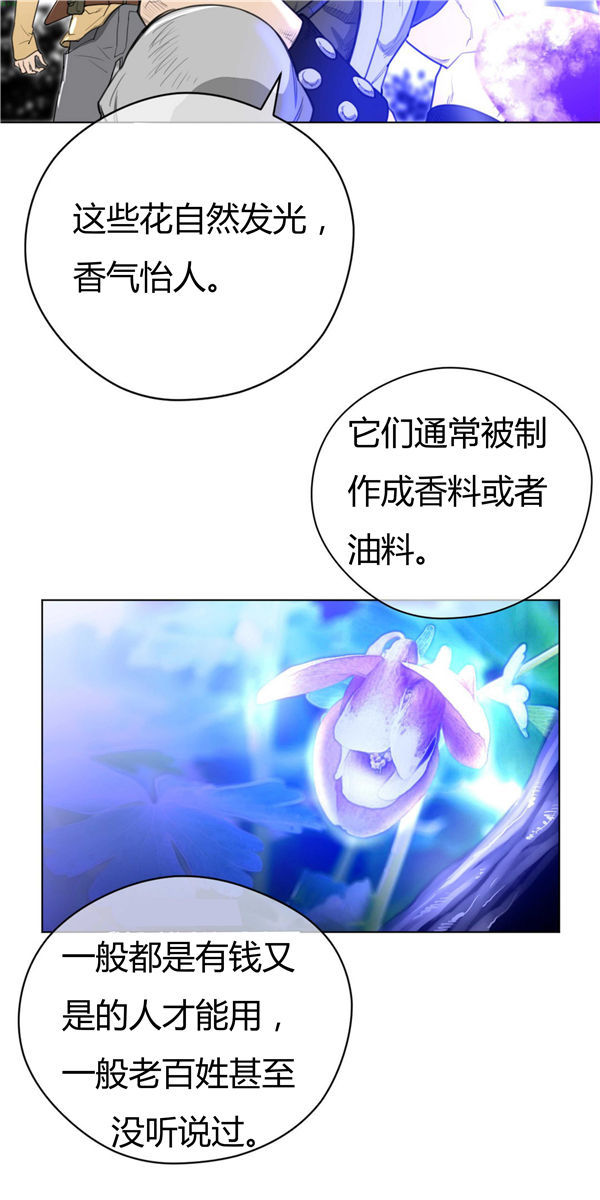 这些花自然发光，
香气怡人。
它们通常被制
作成香料或者
油料。
一般都是有钱又
是的人才能用，
一般老百姓甚至
没听说过。